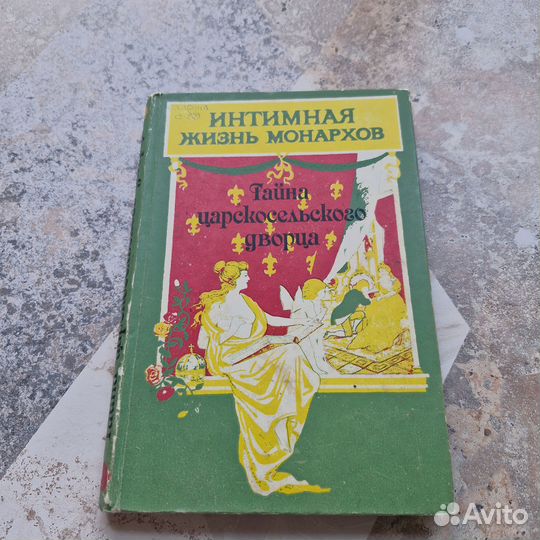 ИНТИМНАЯ
ЖИЗНЬ МОНАРХОВ
Тайна
царскосельского
дворца
Avito